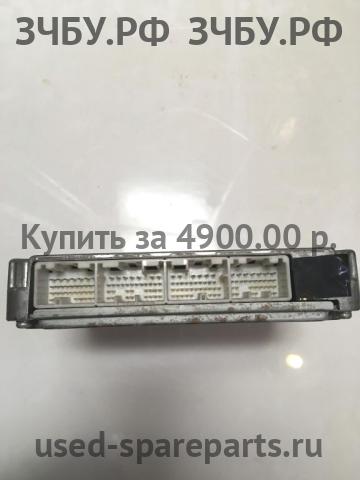 ЗЧБУ.РФ ЗЧБУ.РФ
Купить за 4900.00 р.
used-spareparts.ru